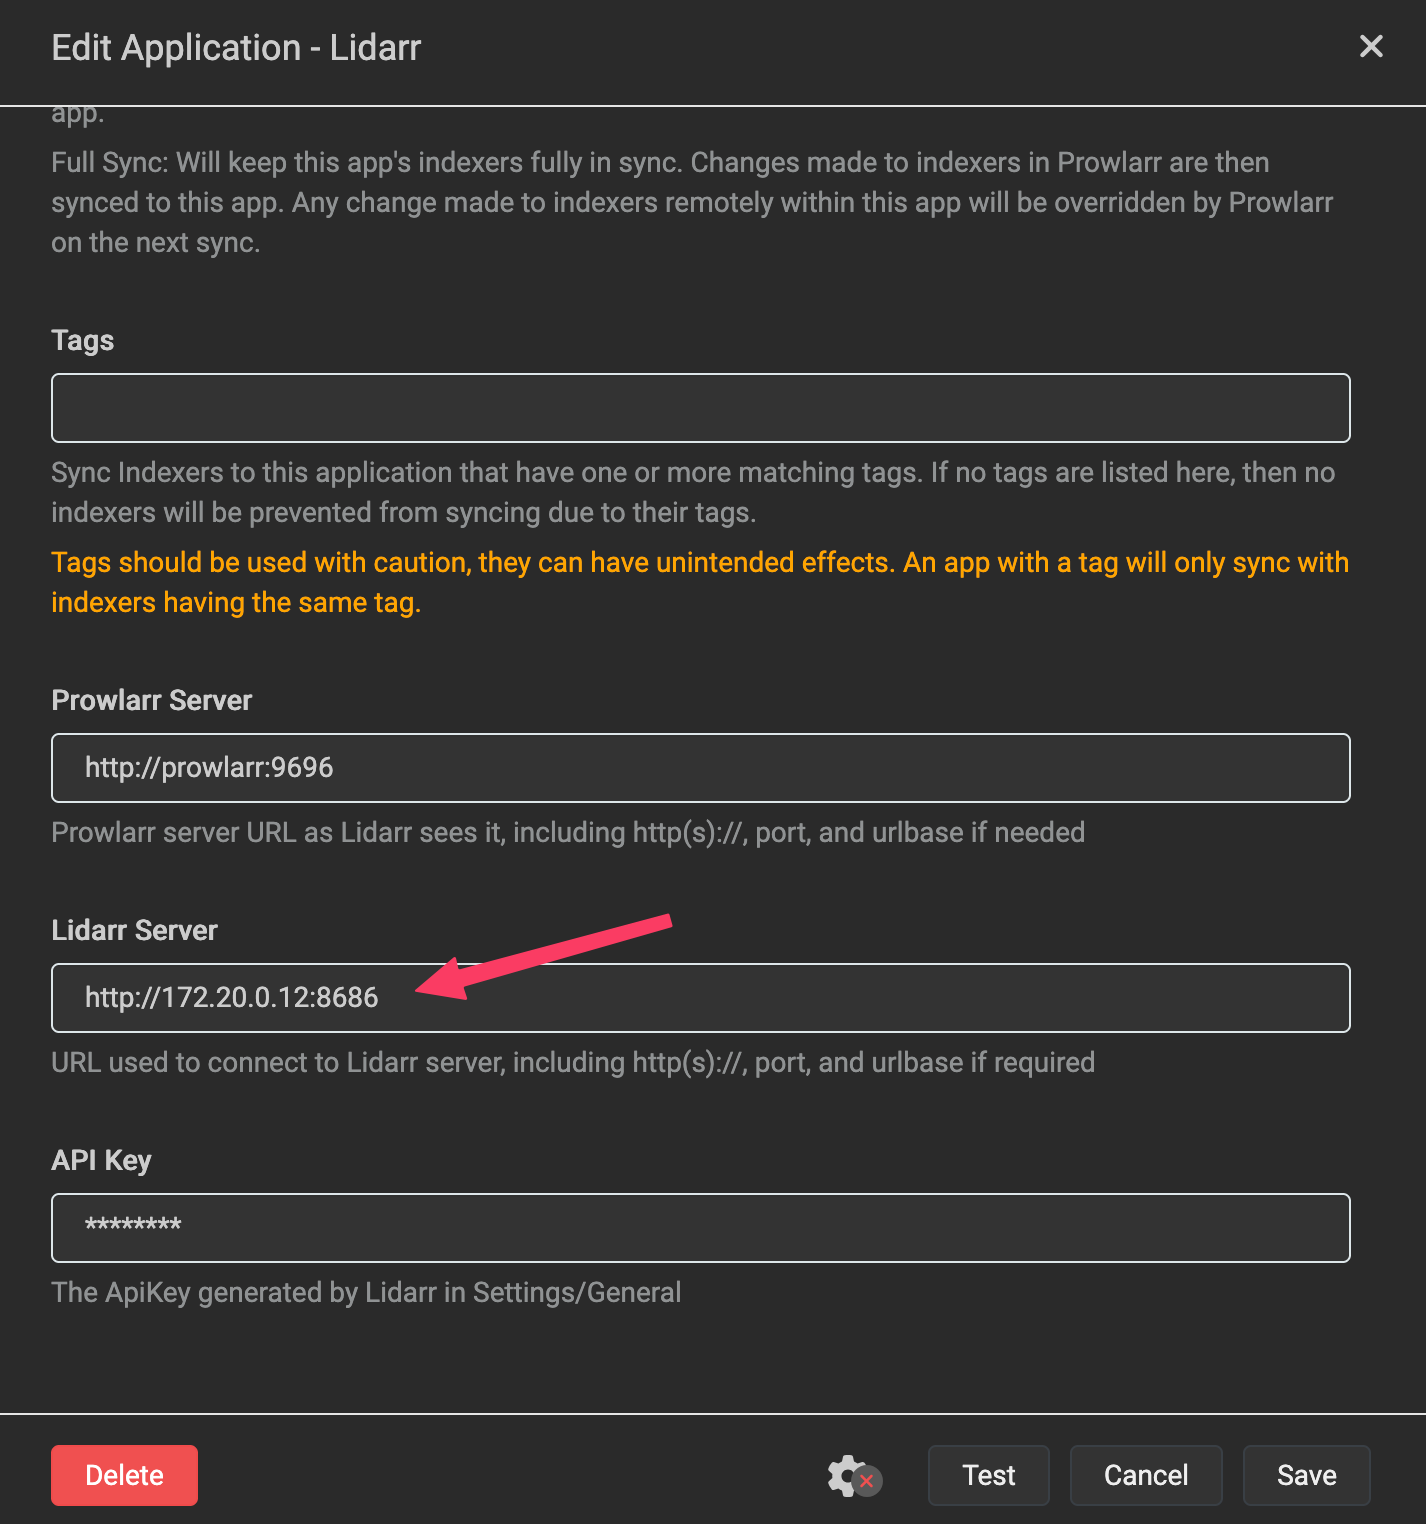 Edit Application - Lidarr
app.
Full Sync: Will keep this app's indexers fully in sync. Changes made to indexers in Prowlarr are then
synced to this app. Any change made to indexers remotely within this app will be overridden by Prowlarr
on the next sync.
Tags
Sync Indexers to this application that have one or more matching tags. If no tags are listed here, then no
indexers will be prevented from syncing due to their tags.
Tags should be used with caution, they can have unintended effects. An app with a tag will only sync with
indexers having the same tag.
Prowlarr Server
http://prowlarr:9696
Prowlarr server URL as Lidarr sees it, including http(s)://, port, and urlbase if needed
Lidarr Server
http://172.20.0.12:8686
URL used to connect to Lidarr server, including http(s)://, port, and urlbase if required
API Key
********
The ApiKey generated by Lidarr in Settings/General
Delete
Test
Cancel
Save